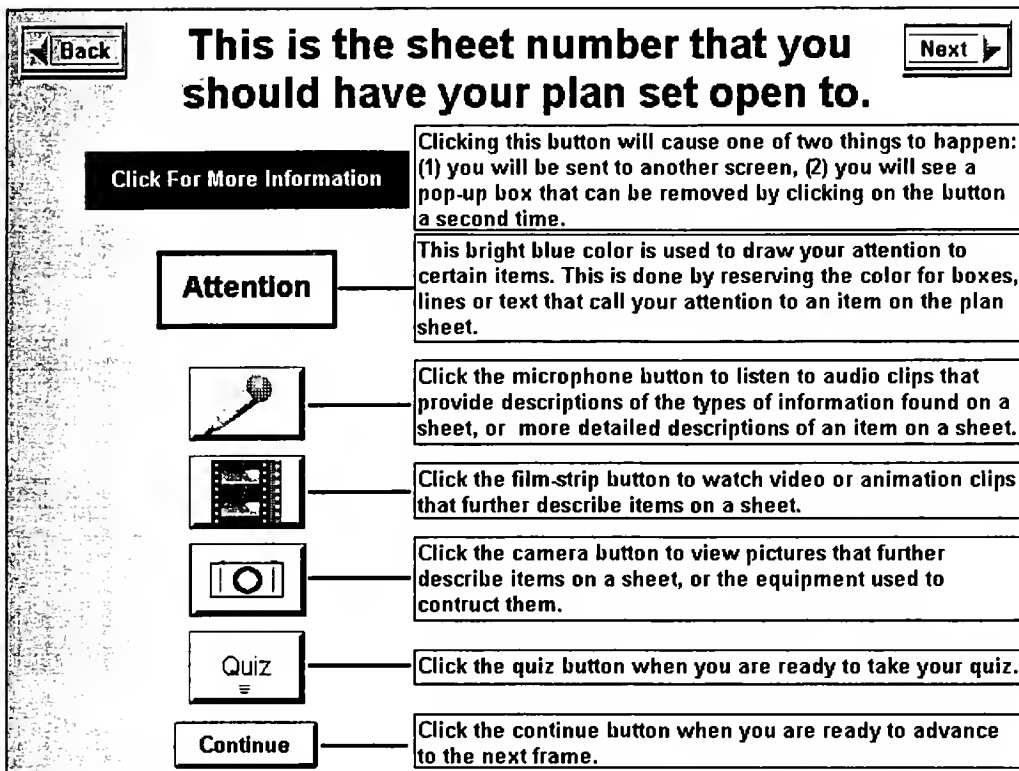 Back
This is the sheet number that you
should have your plan set open to.
Next
Click For More Information
Clicking this button will cause one of two things to happen:
(1) you will be sent to another screen, (2) you will see a
pop-up box that can be removed by clicking on the button
a second time.
Attention
This bright blue color is used to draw your attention to
certain items. This is done by reserving the color for boxes,
lines or text that call your attention to an item on the plan
sheet.
Click the microphone button to listen to audio clips that
provide descriptions of the types of information found on a
sheet, or more detailed descriptions of an item on a sheet.
Click the film-strip button to watch video or animation clips
that further describe items on a sheet.
Click the camera button to view pictures that further
describe items on a sheet, or the equipment used to
contruct them.
Quiz
Click the quiz button when you are ready to take your quiz.
Continue
Click the continue button when you are ready to advance
to the next frame.